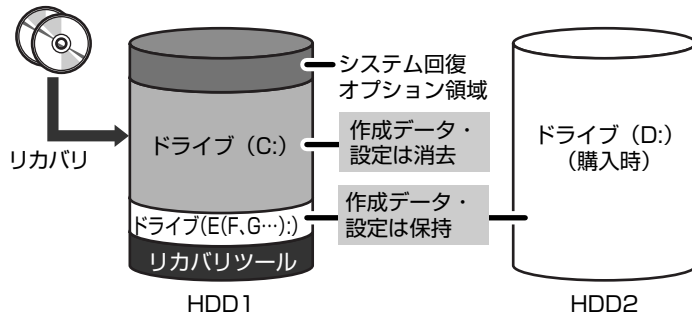 システム回復
オプション領域
リカバリ
ドライブ（C:）
作成データ・
設定は消去
ドライブ（D:）
（購入時）
ドライブ(E(F、G…):)
作成データ・
設定は保持
リカバリツール
HDD1
HDD2